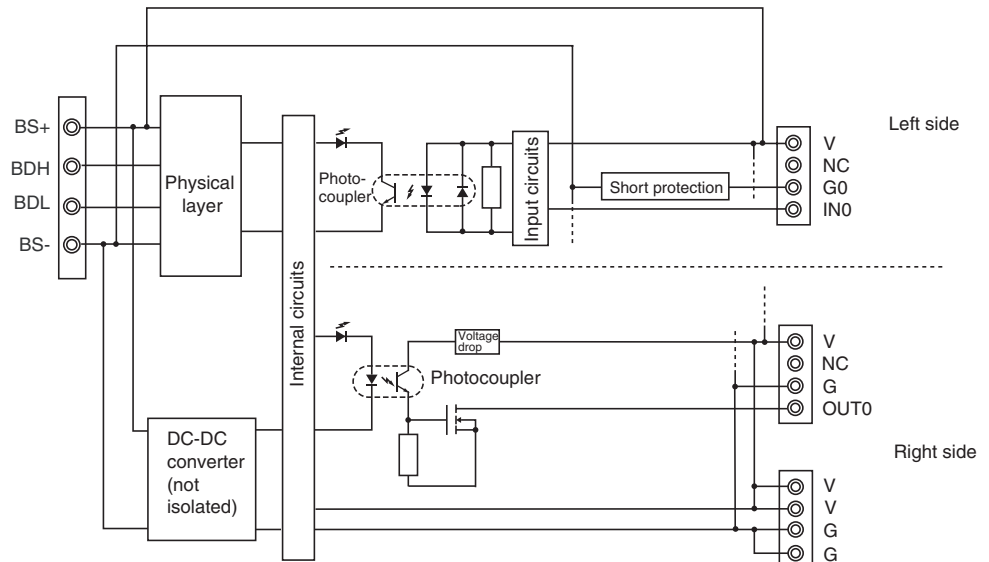 BS+
BDH
BDL
BS-
Physical
layer
Photo-
coupler
Input circuits
Short protection
V
NC
G0
IN0
Left side
Internal circuits
Voltage
drop
Photocoupler
V
NC
G
OUT0
DC-DC
converter
(not
isolated)
Right side
V
V
G
G